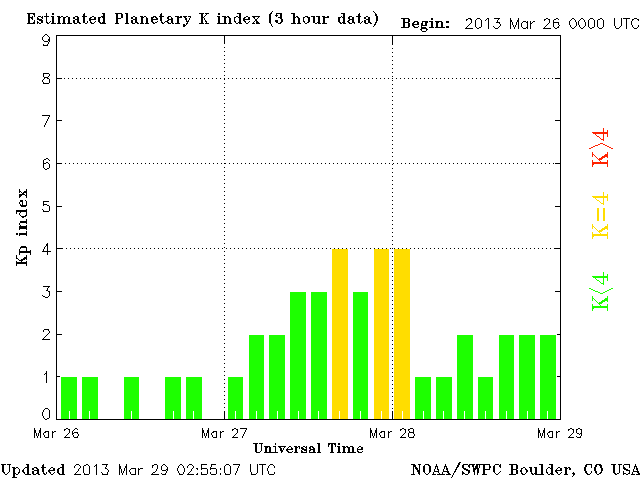 Estimated Planetary K index (3 hour data)
Begin: 2013 Mar 26 0000 UTC
9
8
7
6
5
4
3
2
1
0
Kp index
K>4
K=4
K<4
Mar 26
Mar 27
Mar 28
Mar 29
Universal Time
Updated 2013 Mar 29 02:55:07 UTC
NOAA/SWPC Boulder, CO USA